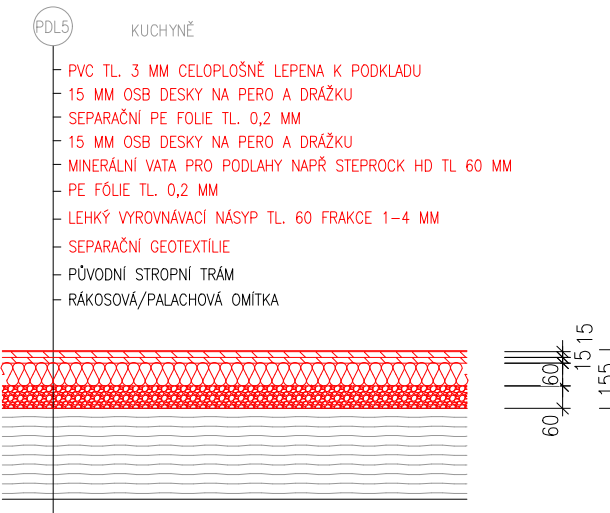 PDL5
KUCHYNĚ
PVC TL. 3 MM CELOPLOŠNĚ LEPENA K PODKLADU
15 MM OSB DESKY NA PERO A DRÁŽKU
SEPARAČNÍ PE FOLIE TL. 0,2 MM
15 MM OSB DESKY NA PERO A DRÁŽKU
MINERÁLNÍ VATA PRO PODLAHY NAPŘ STEPROCK HD TL 60 MM
PE FÓLIE TL. 0,2 MM
LEHKÝ VYROVNÁVACÍ NÁSYP TL. 60 FRAKCE 1-4 MM
SEPARAČNÍ GEOTEXTÍLIE
PŮVODNÍ STROPNÍ TRÁM
RÁKOSOVÁ/PALACHOVÁ OMÍTKA
15
15
60
155
60